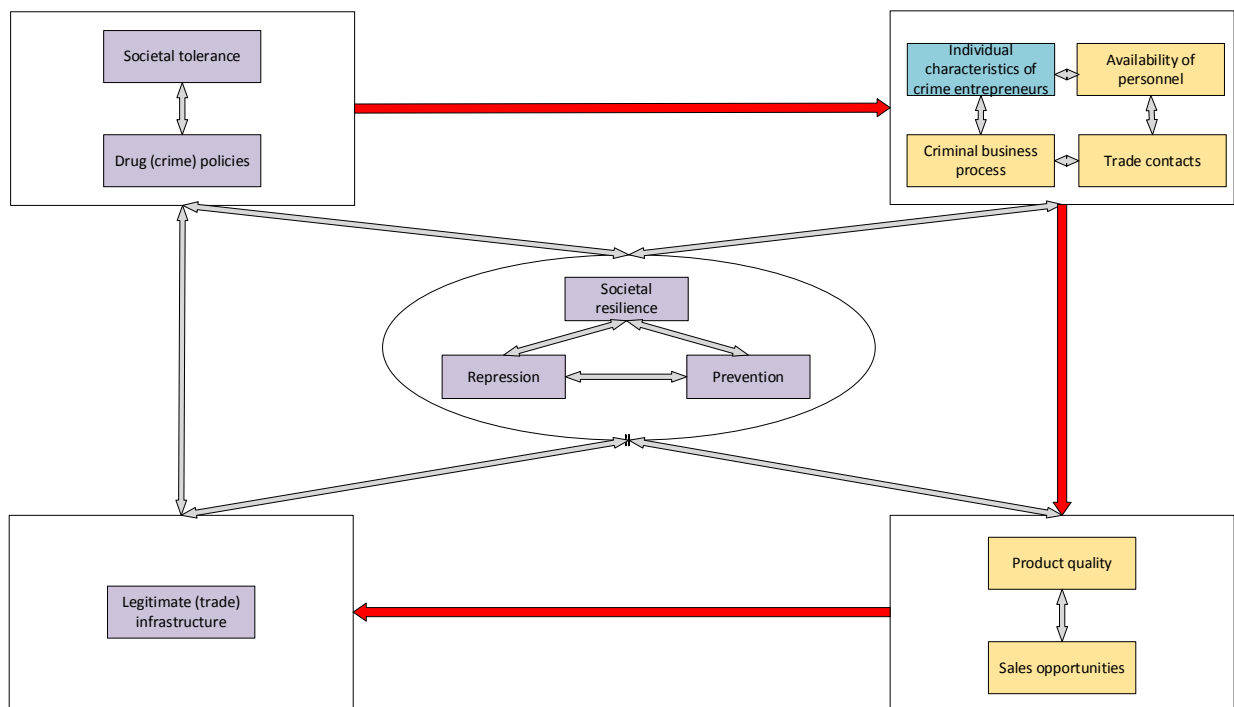 Societal tolerance
Drug (crime) policies
Individual
characteristics of
crime entrepreneurs
Availability of
personnel
Criminal business
process
Trade contacts
Societal
resilience
Repression
Prevention
Legitimate (trade)
infrastructure
Product quality
Sales opportunities